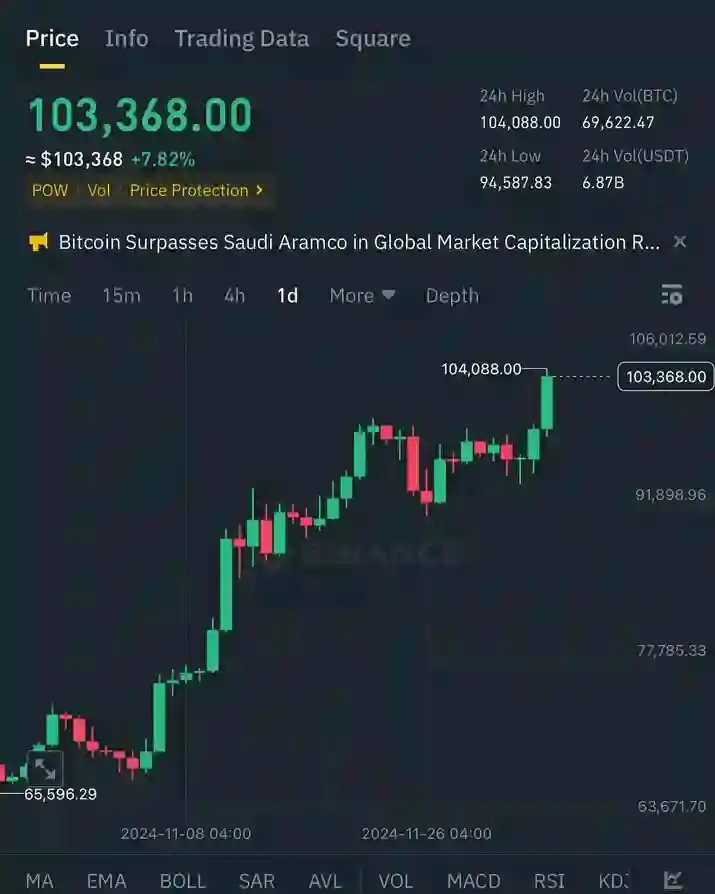 Price Info Trading Data Square
103,368.00
≈ $103,368 +7.82%
POW Vol Price Protection
24h High 24h Vol(BTC)
104,088.00 69,622.47
24h Low 24h Vol(USDT)
94,587.83 6.87B
Bitcoin Surpasses Saudi Aramco in Global Market Capitalization R...
Time 15m 1h 4h 1d More Depth
106,012.59
104,088.00
103,368.00
91,898.96
BINANCE
77,785.33
65,596.29
63,671.70
2024-11-08 04:00 2024-11-26 04:00
MA EMA BOLL SAR AVL VOL MACD RSI KDJ